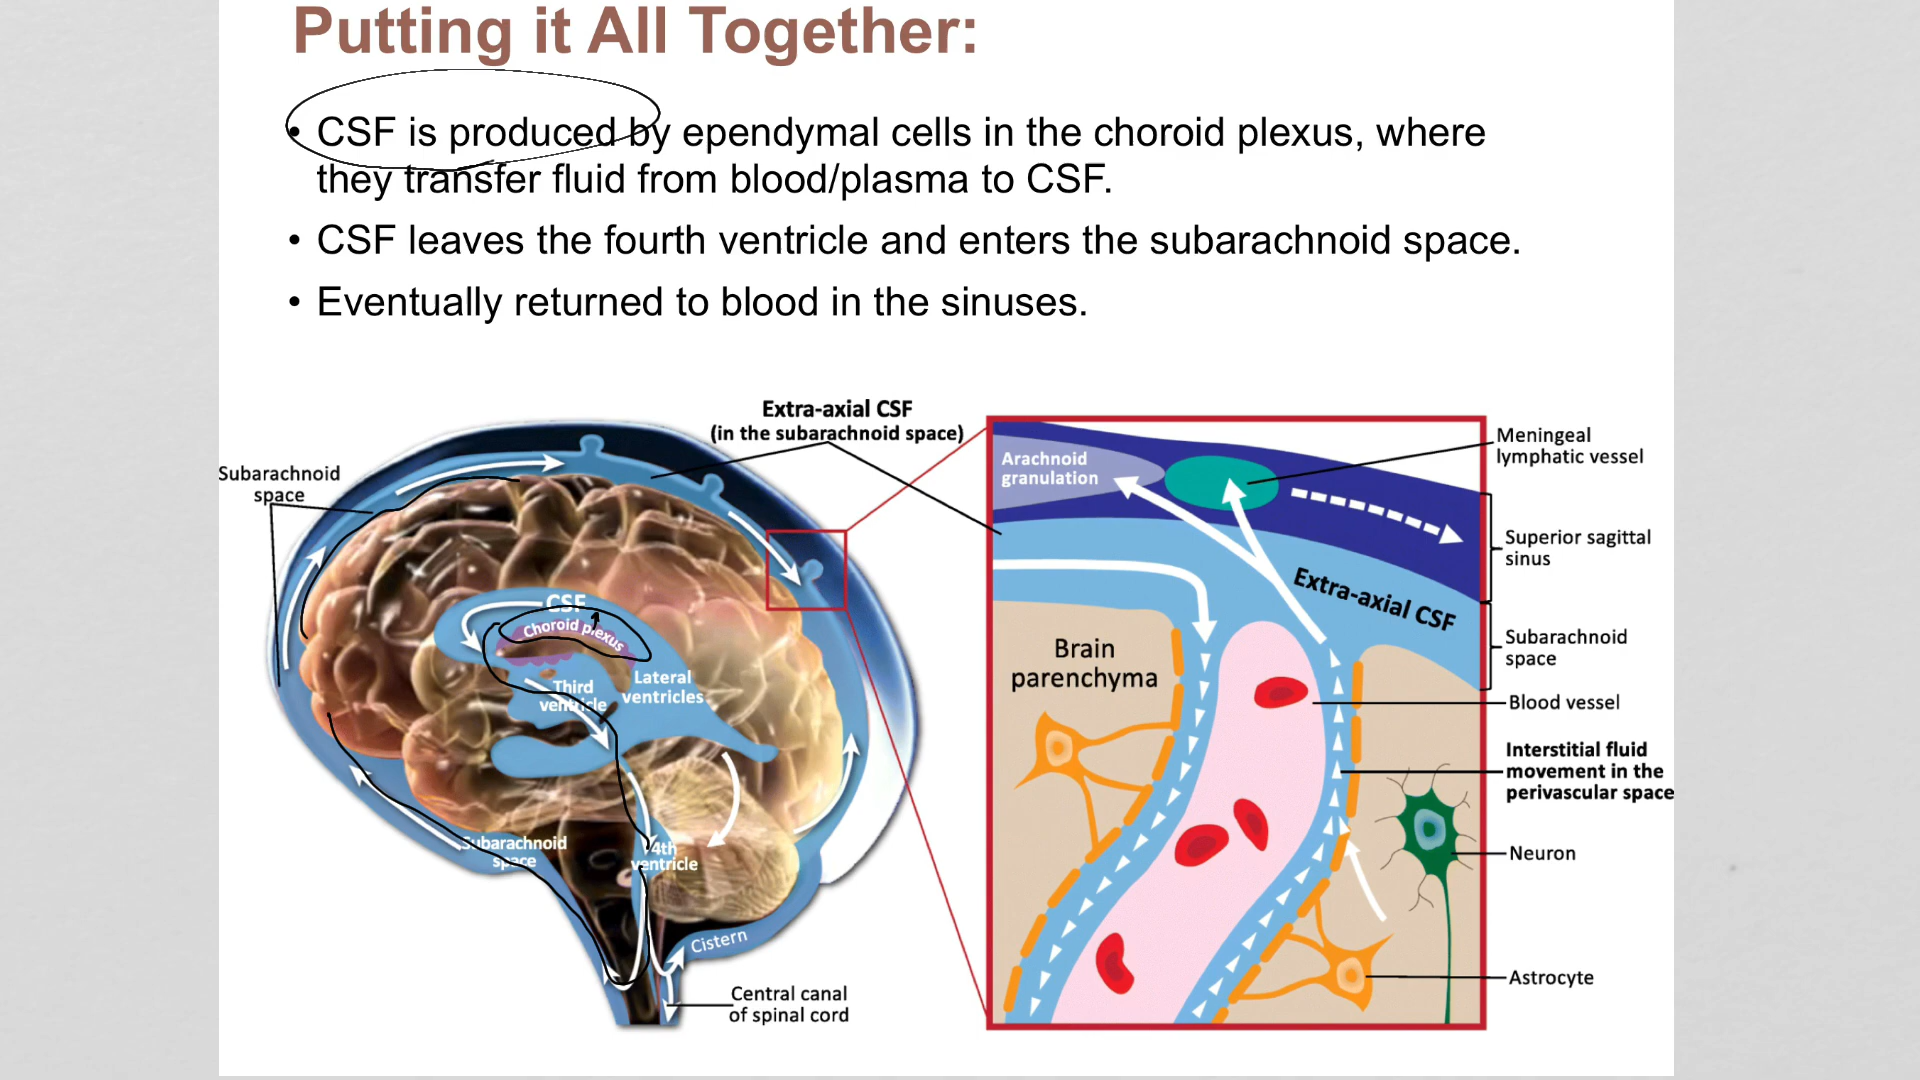 Putting it All Together:
• CSF is produced by ependymal cells in the choroid plexus, where
they transfer fluid from blood/plasma to CSF.
• CSF leaves the fourth ventricle and enters the subarachnoid space.
• Eventually returned to blood in the sinuses.
Extra-axial CSF
(in the subarachnoid space)
Subarachnoid
space
CSF
Choroid plexus
Third
ventricle
Lateral
ventricles
Subarachnoid
space
4th
ventricle
Cistern
Central canal
of spinal cord
Arachnoid
granulation
Meningeal
lymphatic vessel
Superior sagittal
sinus
Extra-axial CSF
Subarachnoid
space
Brain
parenchyma
Blood vessel
Interstitial fluid
movement in the
perivascular space
Neuron
Astrocyte